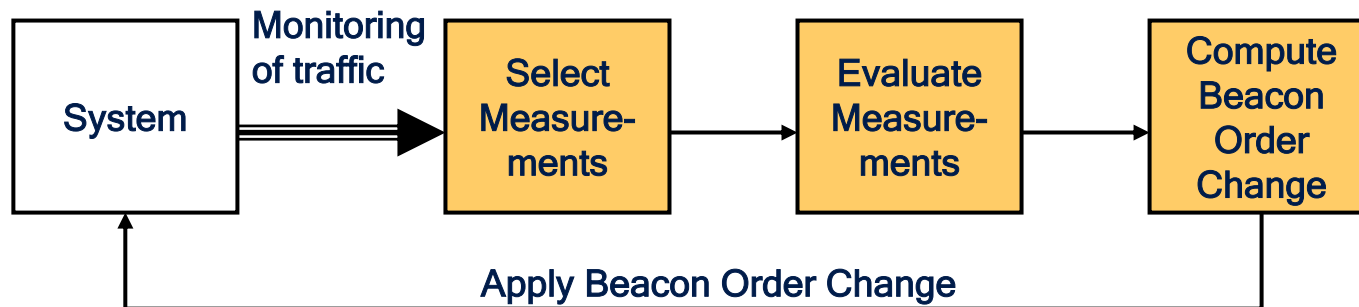 Monitoring
of traffic
System
Select
Measure-
ments
Evaluate
Measure-
ments
Compute
Beacon
Order
Change
Apply Beacon Order Change